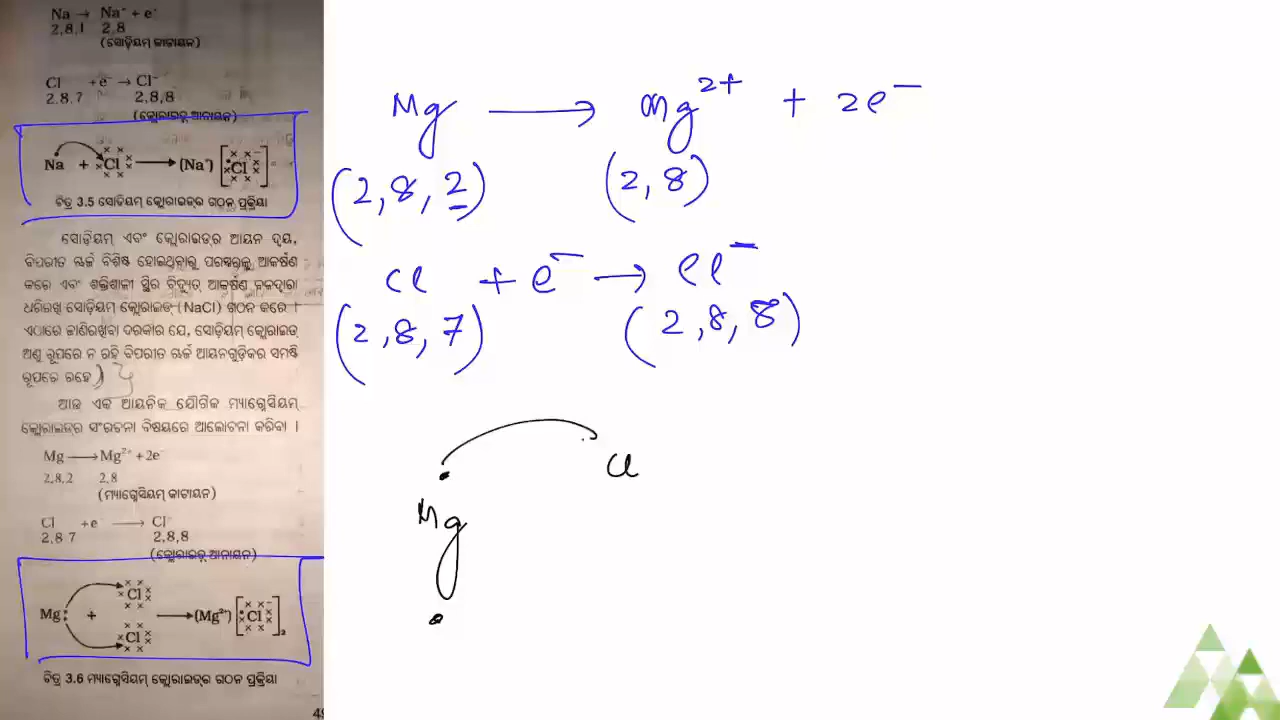 Na → Na⁺ + e⁻
2,8,1 2,8
(ସୋଡ଼ିୟମ୍ କାଟାୟନ)
Cl + e⁻ → Cl⁻
2.8.7 2,8,8
(କ୍ଲୋରାଇଡ୍ ଆନାୟନ)
Na + Cl → (Na⁺) [Cl]⁻
ଚିତ୍ର 3.5 ସୋଡ଼ିୟମ୍ କ୍ଲୋରାଇଡ୍‌ର ଗଠନ ପ୍ରକ୍ରିୟା
ସୋଡ଼ିୟମ୍ ଏବଂ କ୍ଲୋରାଇଡ୍‌ର ଆୟନ ଦ୍ୱୟ,
ବିପରୀତ ଚାର୍ଜ ବିଶିଷ୍ଟ ହୋଇଥିବାରୁ ପରସ୍ପରକୁ ଆକର୍ଷଣ
କରେ ଏବଂ ଶକ୍ତିଶାଳୀ ସ୍ଥିର ବିଦ୍ୟୁତ୍ ଆକର୍ଷଣ ବଳଦ୍ୱାରା
ଧରିରଖି ସୋଡ଼ିୟମ୍ କ୍ଲୋରାଇଡ୍ (NaCl) ଗଠନ କରେ ।
ଏଠାରେ ଜାଣିରଖିବା ଦରକାର ଯେ, ସୋଡ଼ିୟମ୍ କ୍ଲୋରାଇଡ୍
ଅଣୁ ରୂପରେ ନ ରହି ବିପରୀତ ଚାର୍ଜ ଆୟନଗୁଡ଼ିକର ସମଷ୍ଟି
ରୂପରେ ରହେ)
ଆଉ ଏକ ଆୟନିକ ଯୌଗିକ ମ୍ୟାଗ୍ନେସିୟମ୍
କ୍ଲୋରାଇଡ୍‌ର ସଂରଚନା ବିଷୟରେ ଆଲୋଚନା କରିବା ।
Mg → Mg²⁺ + 2e⁻
2,8,2 2,8
(ମ୍ୟାଗ୍ନେସିୟମ୍ କାଟାୟନ)
Cl + e → Cl⁻
2,8 7 2,8,8
(କ୍ଲୋରାଇଡ୍ ଆନାୟନ)
Cl
Mg: + → (Mg²⁺) [Cl]⁻₂
Cl
ଚିତ୍ର 3.6 ମ୍ୟାଗ୍ନେସିୟମ୍ କ୍ଲୋରାଇଡ୍‌ର ଗଠନ ପ୍ରକ୍ରିୟା
Mg → Mg²⁺ + 2e⁻
(2,8,2) (2,8)
Cl + e⁻ → Cl⁻
(2,8,7) (2,8,8)
Cl
Mg